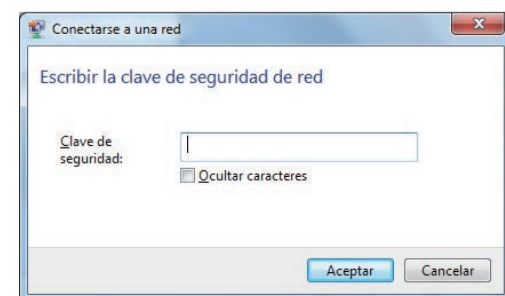 Conectarse a una red
Escribir la clave de seguridad de red
Clave de
seguridad:
Ocultar caracteres
Aceptar
Cancelar